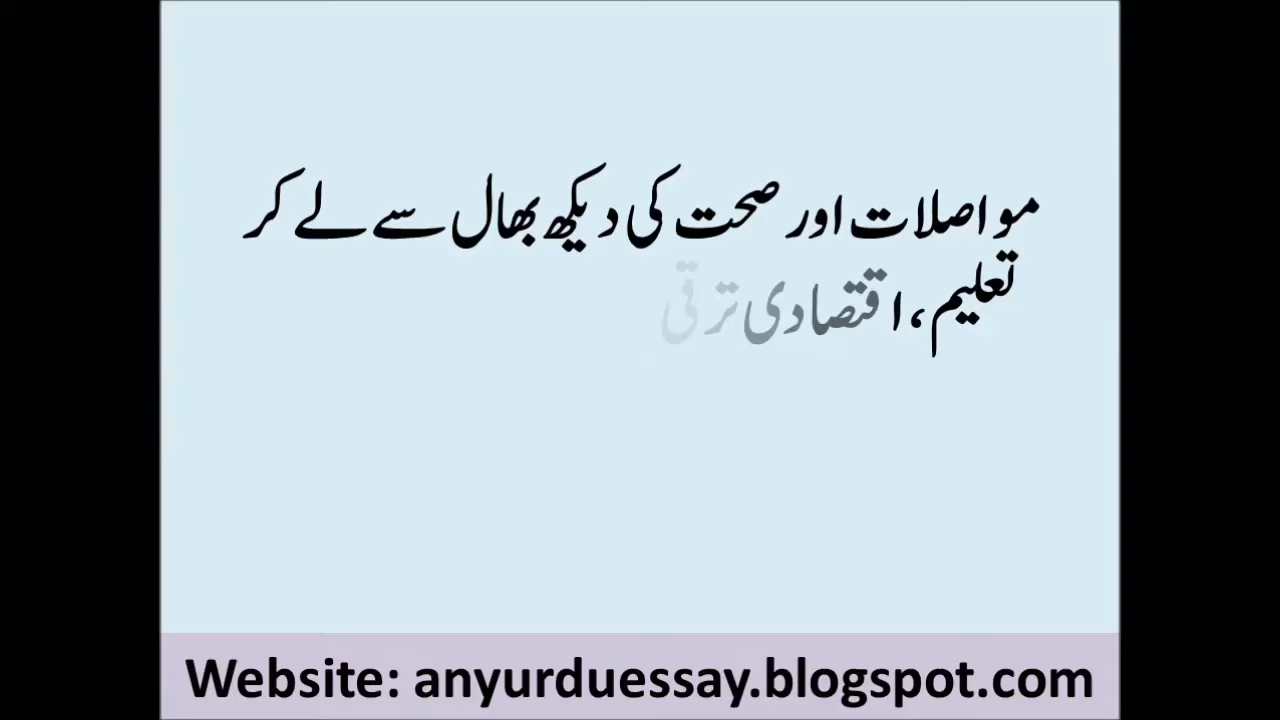 مواصلات اور صحت کی دیکھ بھال سے لے کر
تعلیم، اقتصادی ترقی
Website: anyurduessay.blogspot.com